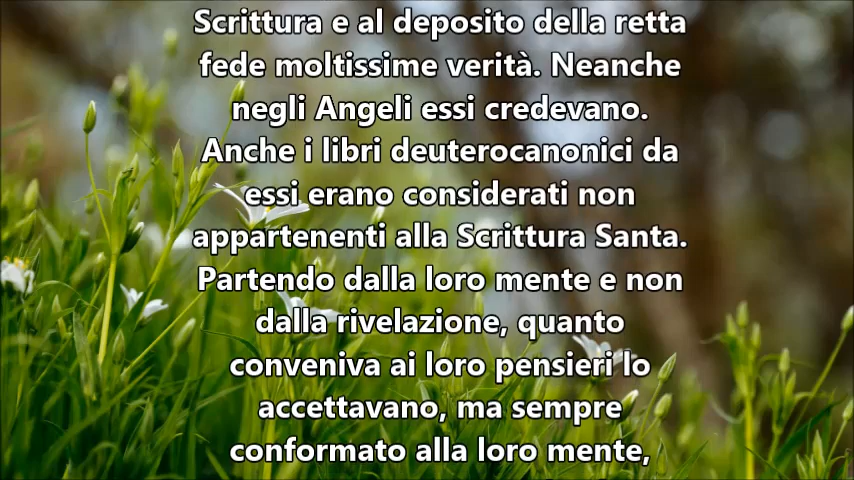 Scrittura e al deposito della retta
fede moltissime verità. Neanche
negli Angeli essi credevano.
Anche i libri deuterocanonici da
essi erano considerati non
appartenenti alla Scrittura Santa.
Partendo dalla loro mente e non
dalla rivelazione, quanto
conveniva ai loro pensieri lo
accettavano, ma sempre
conformato alla loro mente,